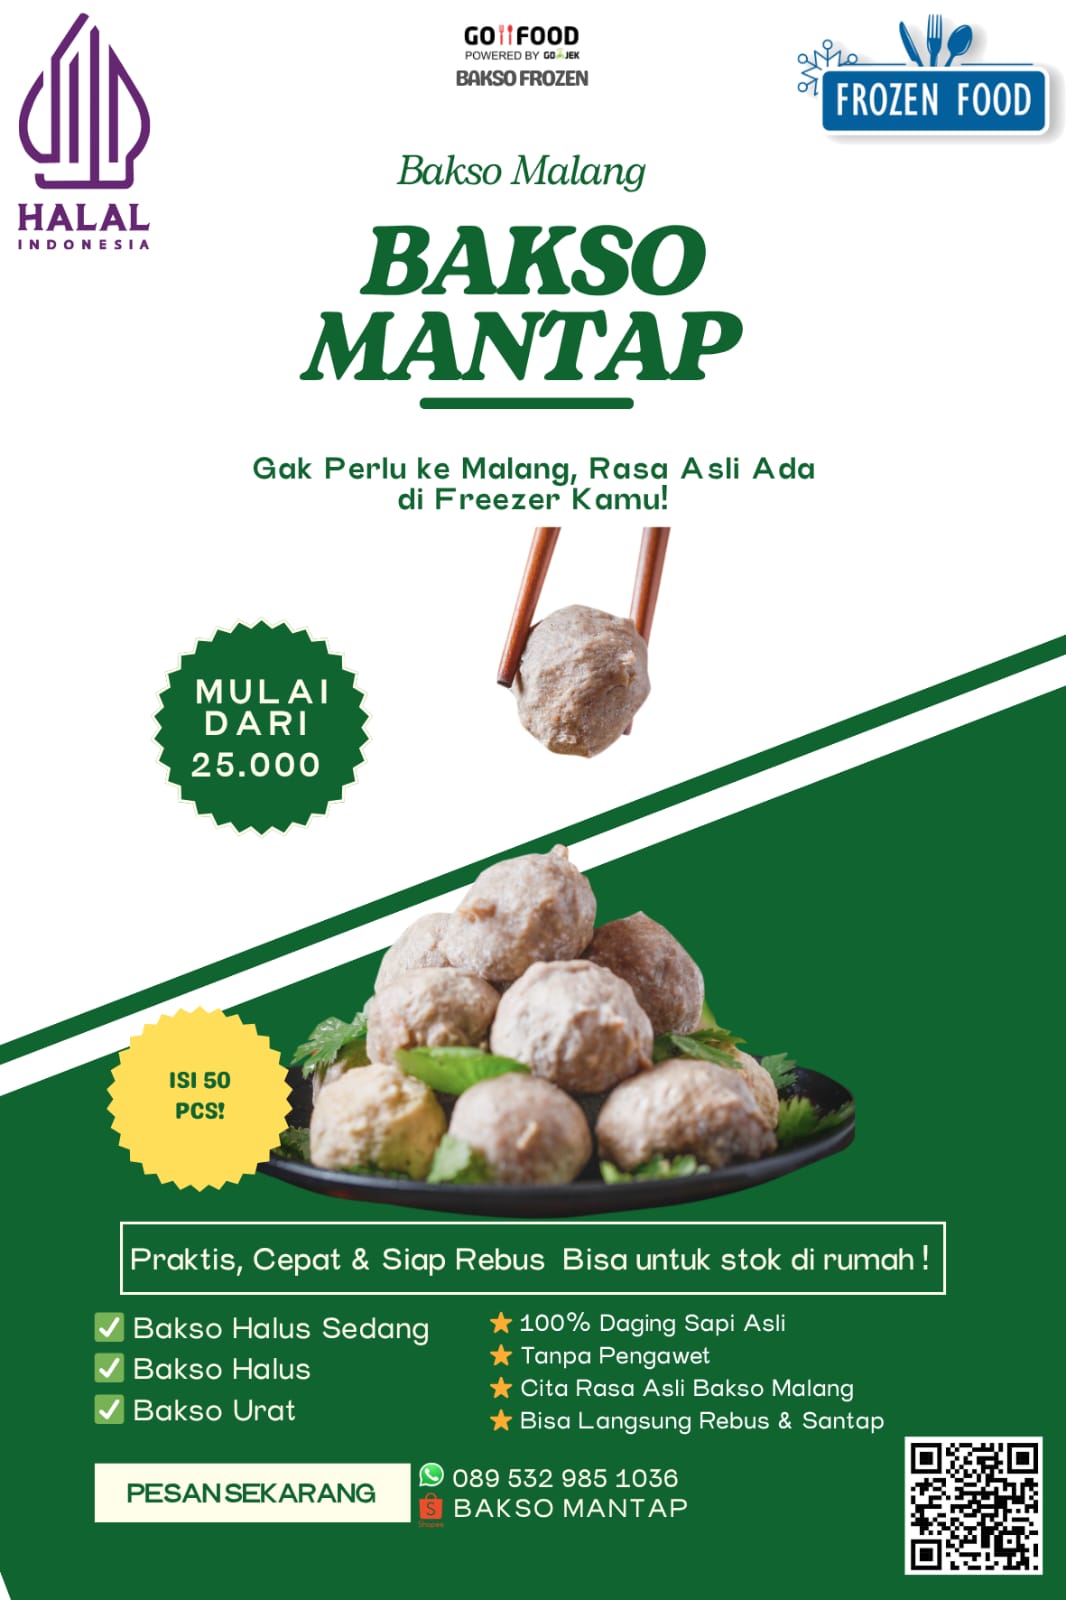 HALAL
INDONESIA
GO FOOD
POWERED BY GOJEK
BAKSO FROZEN
FROZEN FOOD
Bakso Malang
BAKSO
MANTAP
Gak Perlu ke Malang, Rasa Asli Ada
di Freezer Kamu!
MULAI
DARI
25.000
ISI 50
PCS!
Praktis, Cepat & Siap Rebus Bisa untuk stok di rumah !
Bakso Halus Sedang
Bakso Halus
Bakso Urat
100% Daging Sapi Asli
Tanpa Pengawet
Cita Rasa Asli Bakso Malang
Bisa Langsung Rebus & Santap
PESAN SEKARANG
089 532 985 1036
S
Shopee
BAKSO MANTAP